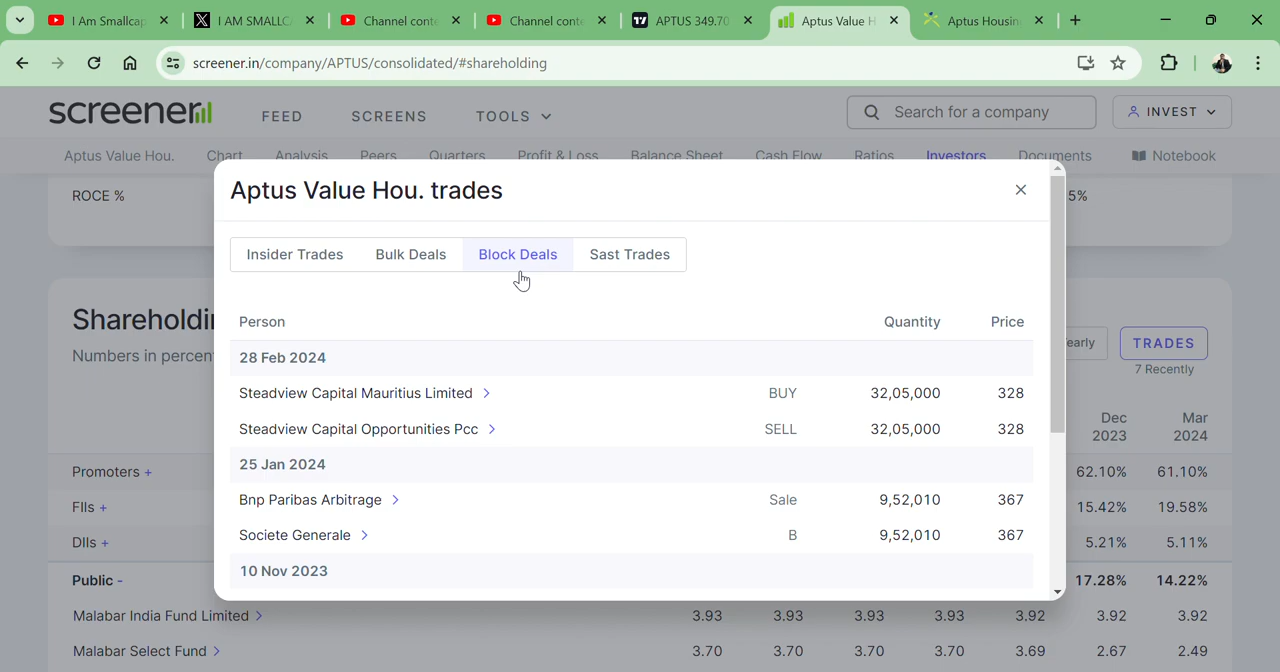 I Am Smallcap
I AM SMALLCA
Channel conte
Channel conte
APTUS 349.70
Aptus Value H
Aptus Housin
screener.in/company/APTUS/consolidated/#shareholding
screener
FEED
SCREENS
TOOLS
Search for a company
INVEST
Aptus Value Hou. Chart Analysis Peers Quarters Profit & Loss Balance Sheet Cash Flow Ratios Investors Documents Notebook
ROCE %
5%
Aptus Value Hou. trades
Insider Trades Bulk Deals Block Deals Sast Trades
Person Quantity Price
28 Feb 2024
Steadview Capital Mauritius Limited BUY 32,05,000 328
Steadview Capital Opportunities Pcc SELL 32,05,000 328
25 Jan 2024
Bnp Paribas Arbitrage Sale 9,52,010 367
Societe Generale B 9,52,010 367
10 Nov 2023
Shareholdin
Numbers in percent
early
TRADES
7 Recently
Dec 2023 Mar 2024
Promoters + 62.10% 61.10%
FIIs + 15.42% 19.58%
DIIs + 5.21% 5.11%
Public - 17.28% 14.22%
Malabar India Fund Limited 3.93 3.93 3.93 3.93 3.92 3.92 3.92
Malabar Select Fund 3.70 3.70 3.70 3.70 3.69 2.67 2.49